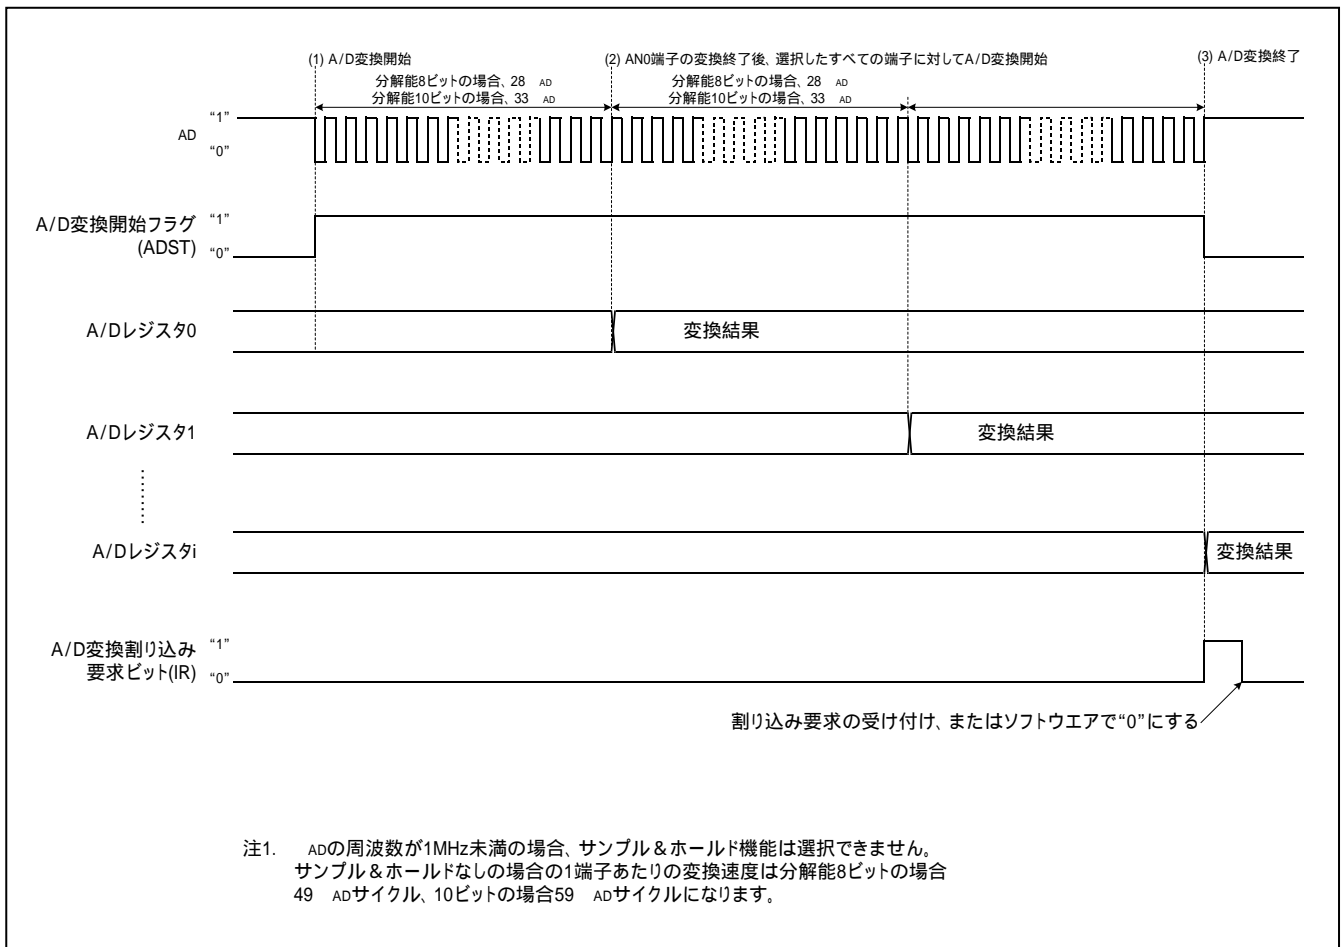 (1) A/D変換開始
(2) AN0端子の変換終了後、選択したすべての端子に対してA/D変換開始
(3) A/D変換終了
分解能8ビットの場合、28 AD
分解能10ビットの場合、33 AD
分解能8ビットの場合、28 AD
分解能10ビットの場合、33 AD
AD
“1”
“0”
A/D変換開始フラグ
(ADST)
“1”
“0”
A/Dレジスタ0
変換結果
A/Dレジスタ1
変換結果
A/Dレジスタi
変換結果
A/D変換割り込み
要求ビット(IR)
“1”
“0”
割り込み要求の受け付け、またはソフトウエアで“0”にする
注1. ADの周波数が1MHz未満の場合、サンプル＆ホールド機能は選択できません。
サンプル＆ホールドなしの場合の1端子あたりの変換速度は分解能8ビットの場合
49 ADサイクル、10ビットの場合59 ADサイクルになります。